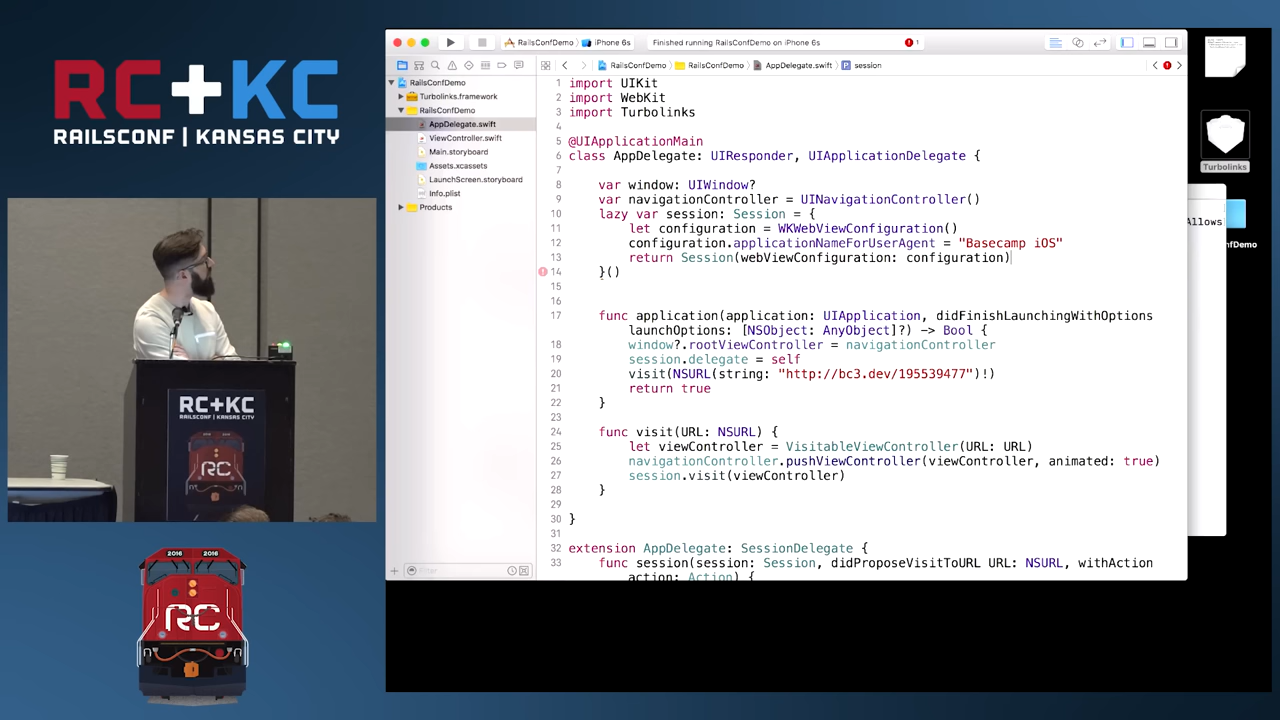 RC+KC
RAILSCONF | KANSAS CITY
RC+KC
RAILSCONF | KANSAS CITY
RC
2016 2016
RC
RailsConfDemo iPhone 6s
Finished running RailsConfDemo on iPhone 6s
1
RailsConfDemo
Turbolinks.framework
RailsConfDemo
AppDelegate.swift
ViewController.swift
Main.storyboard
Assets.xcassets
LaunchScreen.storyboard
Info.plist
Products
Filter
RailsConfDemo RailsConfDemo AppDelegate.swift session
1 import UIKit
2 import WebKit
3 import Turbolinks
4
5 @UIApplicationMain
6 class AppDelegate: UIResponder, UIApplicationDelegate {
7
8 var window: UIWindow?
9 var navigationController = UINavigationController()
10 lazy var session: Session = {
11 let configuration = WKWebViewConfiguration()
12 configuration.applicationNameForUserAgent = "Basecamp iOS"
13 return Session(webViewConfiguration: configuration)
14 }()
15
16
17 func application(application: UIApplication, didFinishLaunchingWithOptions
launchOptions: [NSObject: AnyObject]?) -> Bool {
18 window?.rootViewController = navigationController
19 session.delegate = self
20 visit(NSURL(string: "http://bc3.dev/195539477")!)
21 return true
22 }
23
24 func visit(URL: NSURL) {
25 let viewController = VisitableViewController(URL: URL)
26 navigationController.pushViewController(viewController, animated: true)
27 session.visit(viewController)
28 }
29
30 }
31
32 extension AppDelegate: SessionDelegate {
33 func session(session: Session, didProposeVisitToURL URL: NSURL, withAction
action: Action) {
Turbolinks
Allows
fDemo